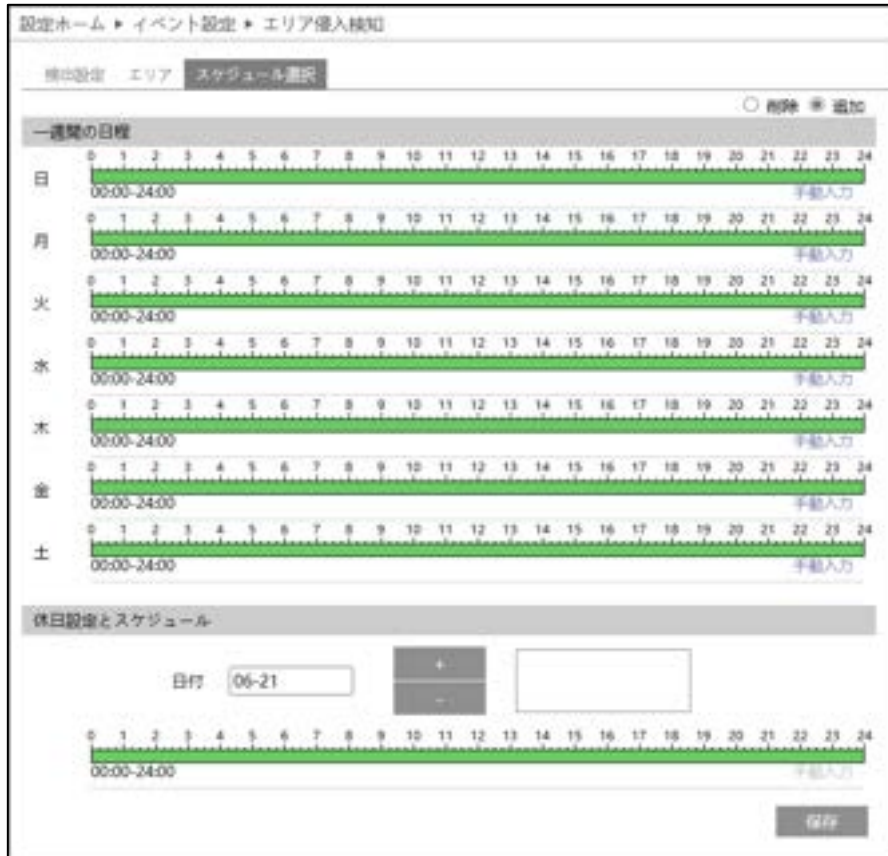 設定ホーム ▶ イベント設定 ▶ エリア侵入検知
検出設定 エリア スケジュール選択
削除 追加
一週間の日程
0 1 2 3 4 5 6 7 8 9 10 11 12 13 14 15 16 17 18 19 20 21 22 23 24
日
00:00-24:00 手動入力
0 1 2 3 4 5 6 7 8 9 10 11 12 13 14 15 16 17 18 19 20 21 22 23 24
月
00:00-24:00 手動入力
0 1 2 3 4 5 6 7 8 9 10 11 12 13 14 15 16 17 18 19 20 21 22 23 24
火
00:00-24:00 手動入力
0 1 2 3 4 5 6 7 8 9 10 11 12 13 14 15 16 17 18 19 20 21 22 23 24
水
00:00-24:00 手動入力
0 1 2 3 4 5 6 7 8 9 10 11 12 13 14 15 16 17 18 19 20 21 22 23 24
木
00:00-24:00 手動入力
0 1 2 3 4 5 6 7 8 9 10 11 12 13 14 15 16 17 18 19 20 21 22 23 24
金
00:00-24:00 手動入力
0 1 2 3 4 5 6 7 8 9 10 11 12 13 14 15 16 17 18 19 20 21 22 23 24
土
00:00-24:00 手動入力
休日設定とスケジュール
+
日付 06-21
-
0 1 2 3 4 5 6 7 8 9 10 11 12 13 14 15 16 17 18 19 20 21 22 23 24
00:00-24:00 手動入力
保存